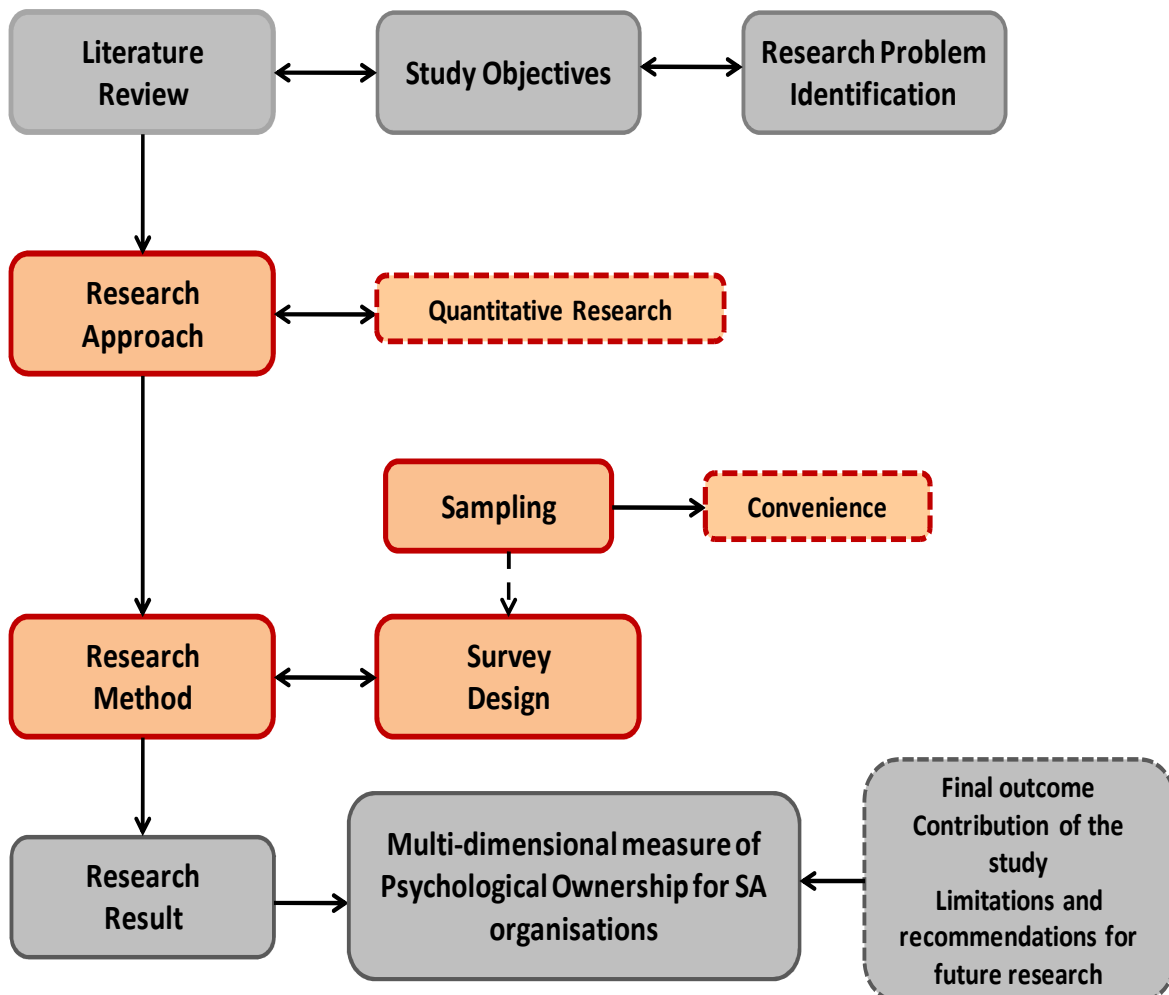 Literature
Review
Study Objectives
Research Problem
Identification
Research
Approach
Quantitative Research
Sampling
Convenience
Research
Method
Survey
Design
Research
Result
Multi-dimensional measure of
Psychological Ownership for SA
organisations
Final outcome
Contribution of the
study
Limitations and
recommendations for
future research